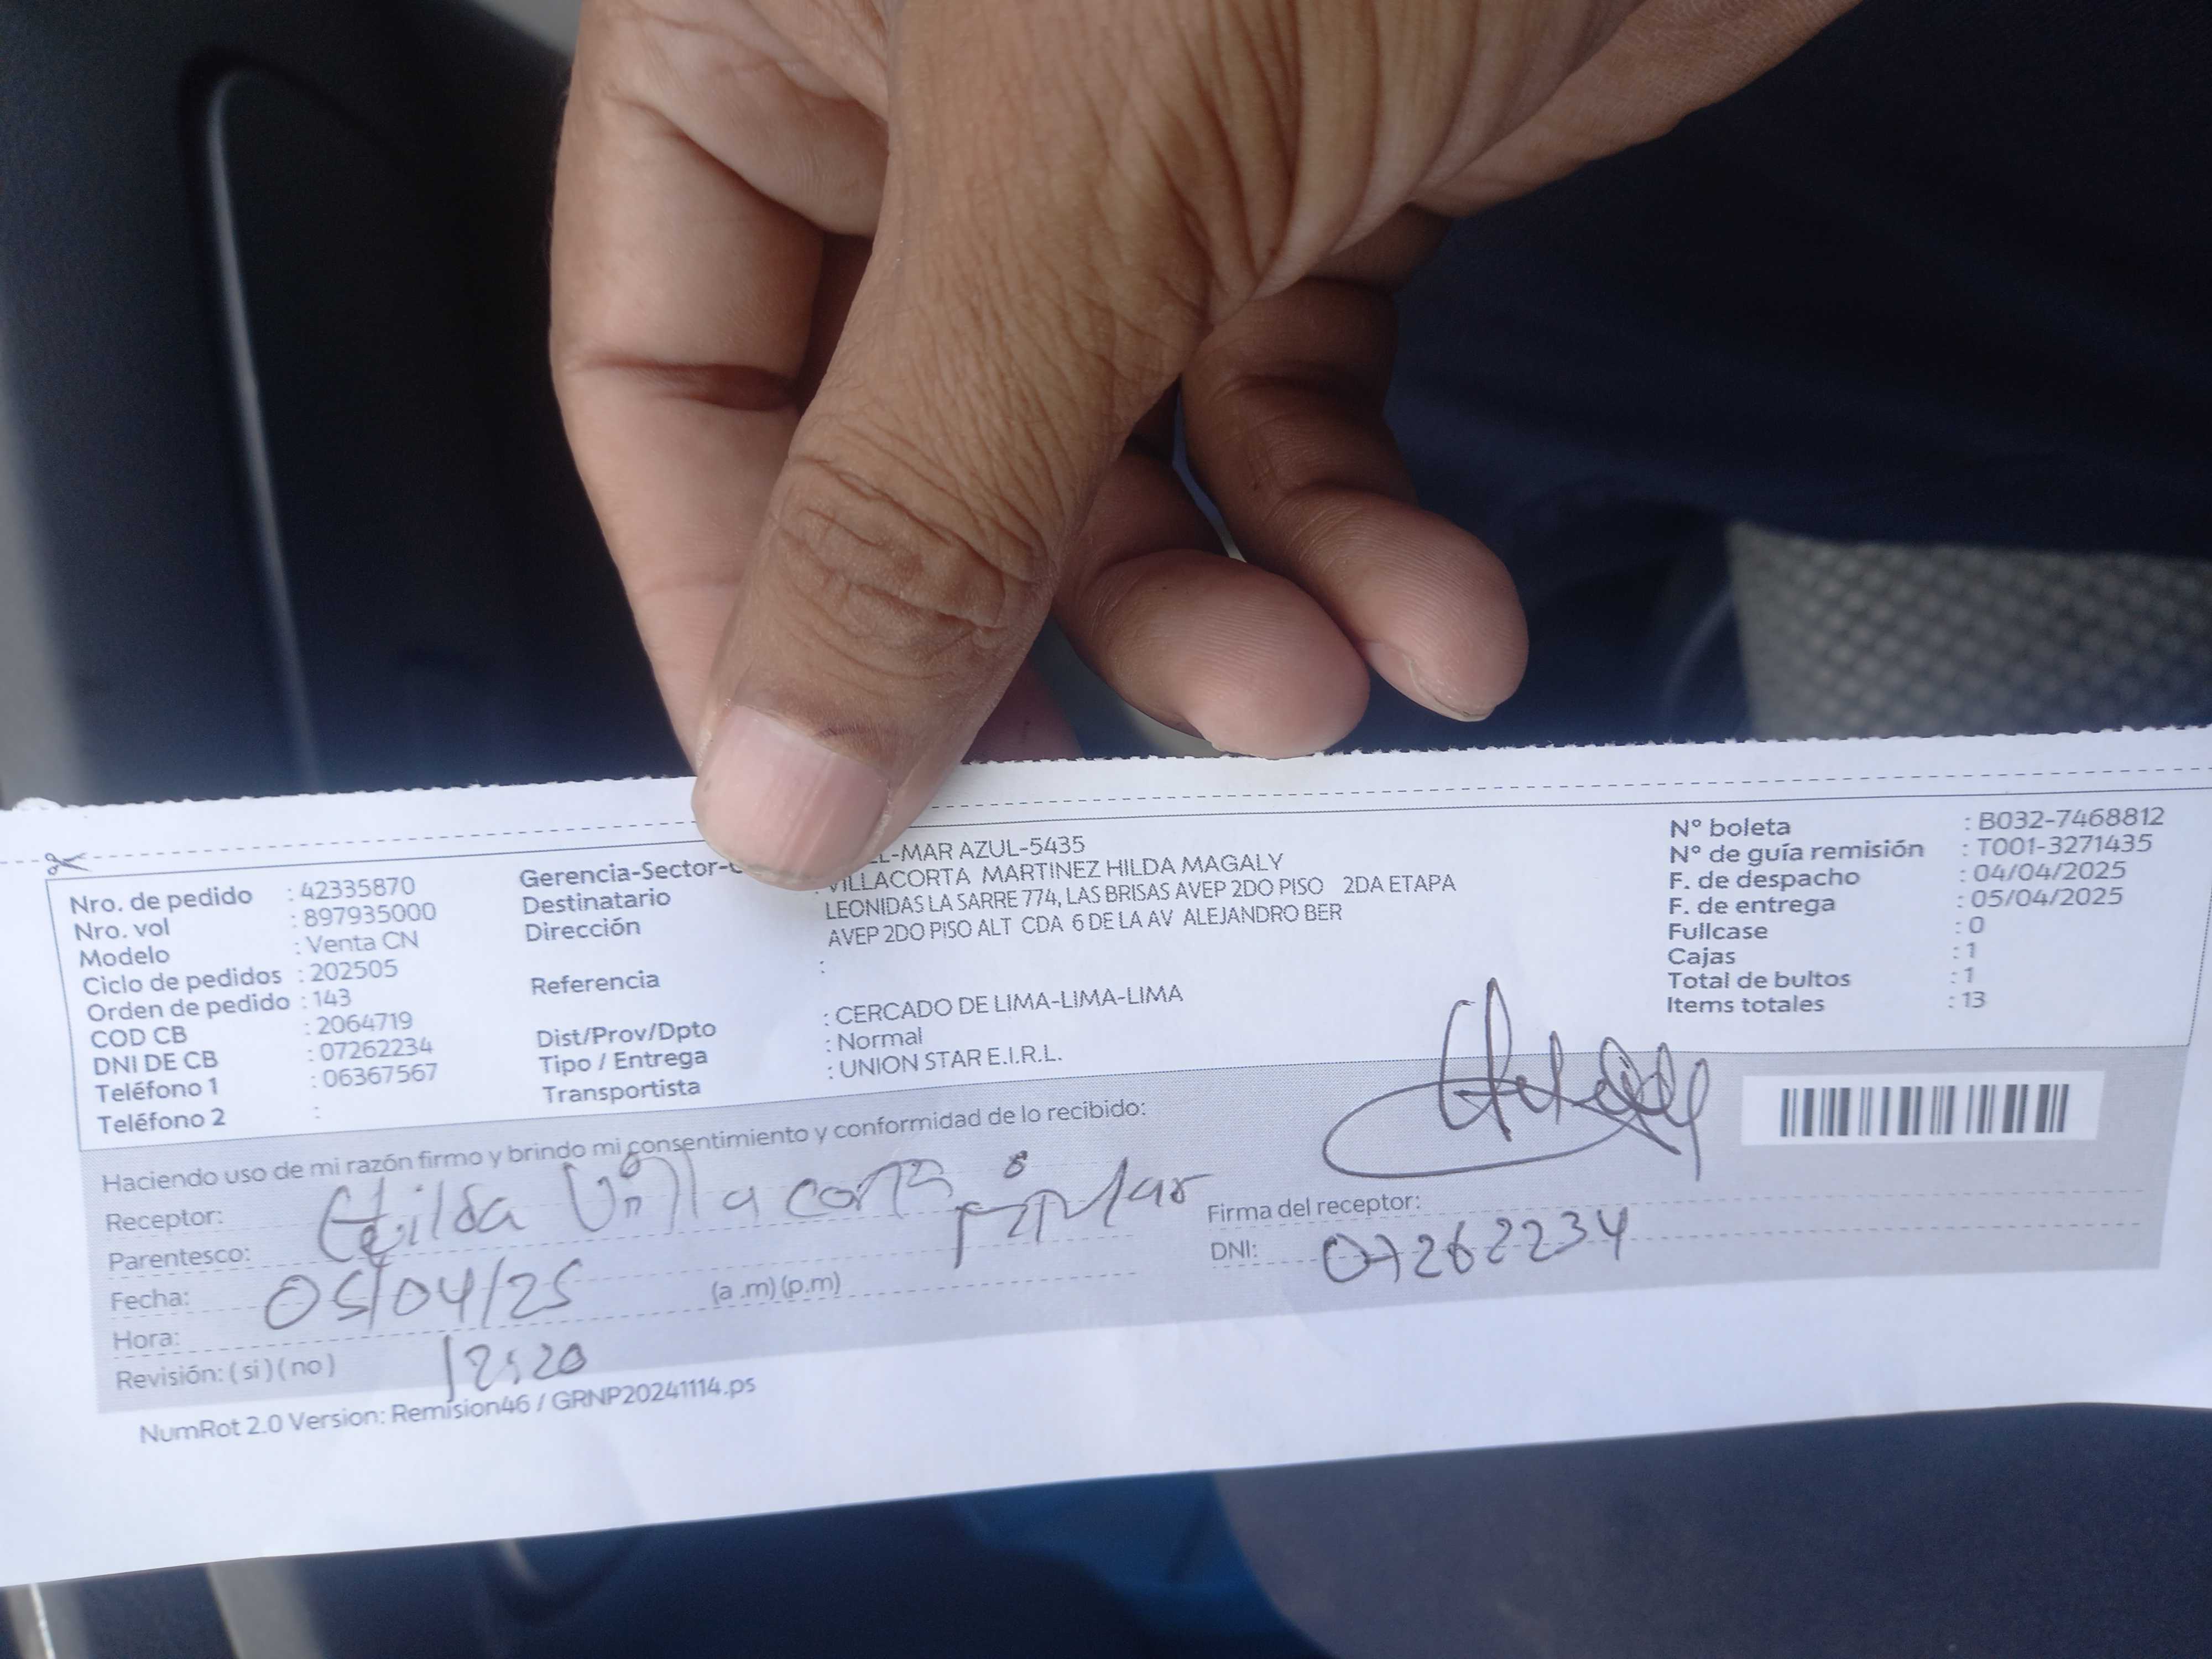 Nro. de pedido : 42335870
Nro. vol : 897935000
Modelo : Venta CN
Ciclo de pedidos : 202505
Orden de pedido : 143
COD CB : 2064719
DNI DE CB : 07262234
Teléfono 1 : 06367567
Teléfono 2 :
Gerencia-Sector- L-MAR AZUL-5435
Destinatario : VILLACORTA MARTINEZ HILDA MAGALY
Dirección LEONIDAS LA SARRE 774, LAS BRISAS AVEP 2DO PISO 2DA ETAPA
AVEP 2DO PISO ALT CDA 6 DE LA AV ALEJANDRO BER
Referencia :
Dist/Prov/Dpto : CERCADO DE LIMA-LIMA-LIMA
Tipo / Entrega : Normal
Transportista : UNION STAR E.I.R.L.
N° boleta : B032-7468812
N° de guía remisión : T001-3271435
F. de despacho : 04/04/2025
F. de entrega : 05/04/2025
Fullcase : 0
Cajas : 1
Total de bultos : 1
Items totales : 13
Haciendo uso de mi razón firmo y brindo mi consentimiento y conformidad de lo recibido:
Receptor: Hilda Villacorta
Parentesco:
Fecha: 05/04/25 (a .m) (p.m)
Hora: 12:20
Revisión: ( si ) ( no )
Firma del receptor:
DNI: 07262234
NumRot 2.0 Version: Remision46 / GRNP20241114.ps